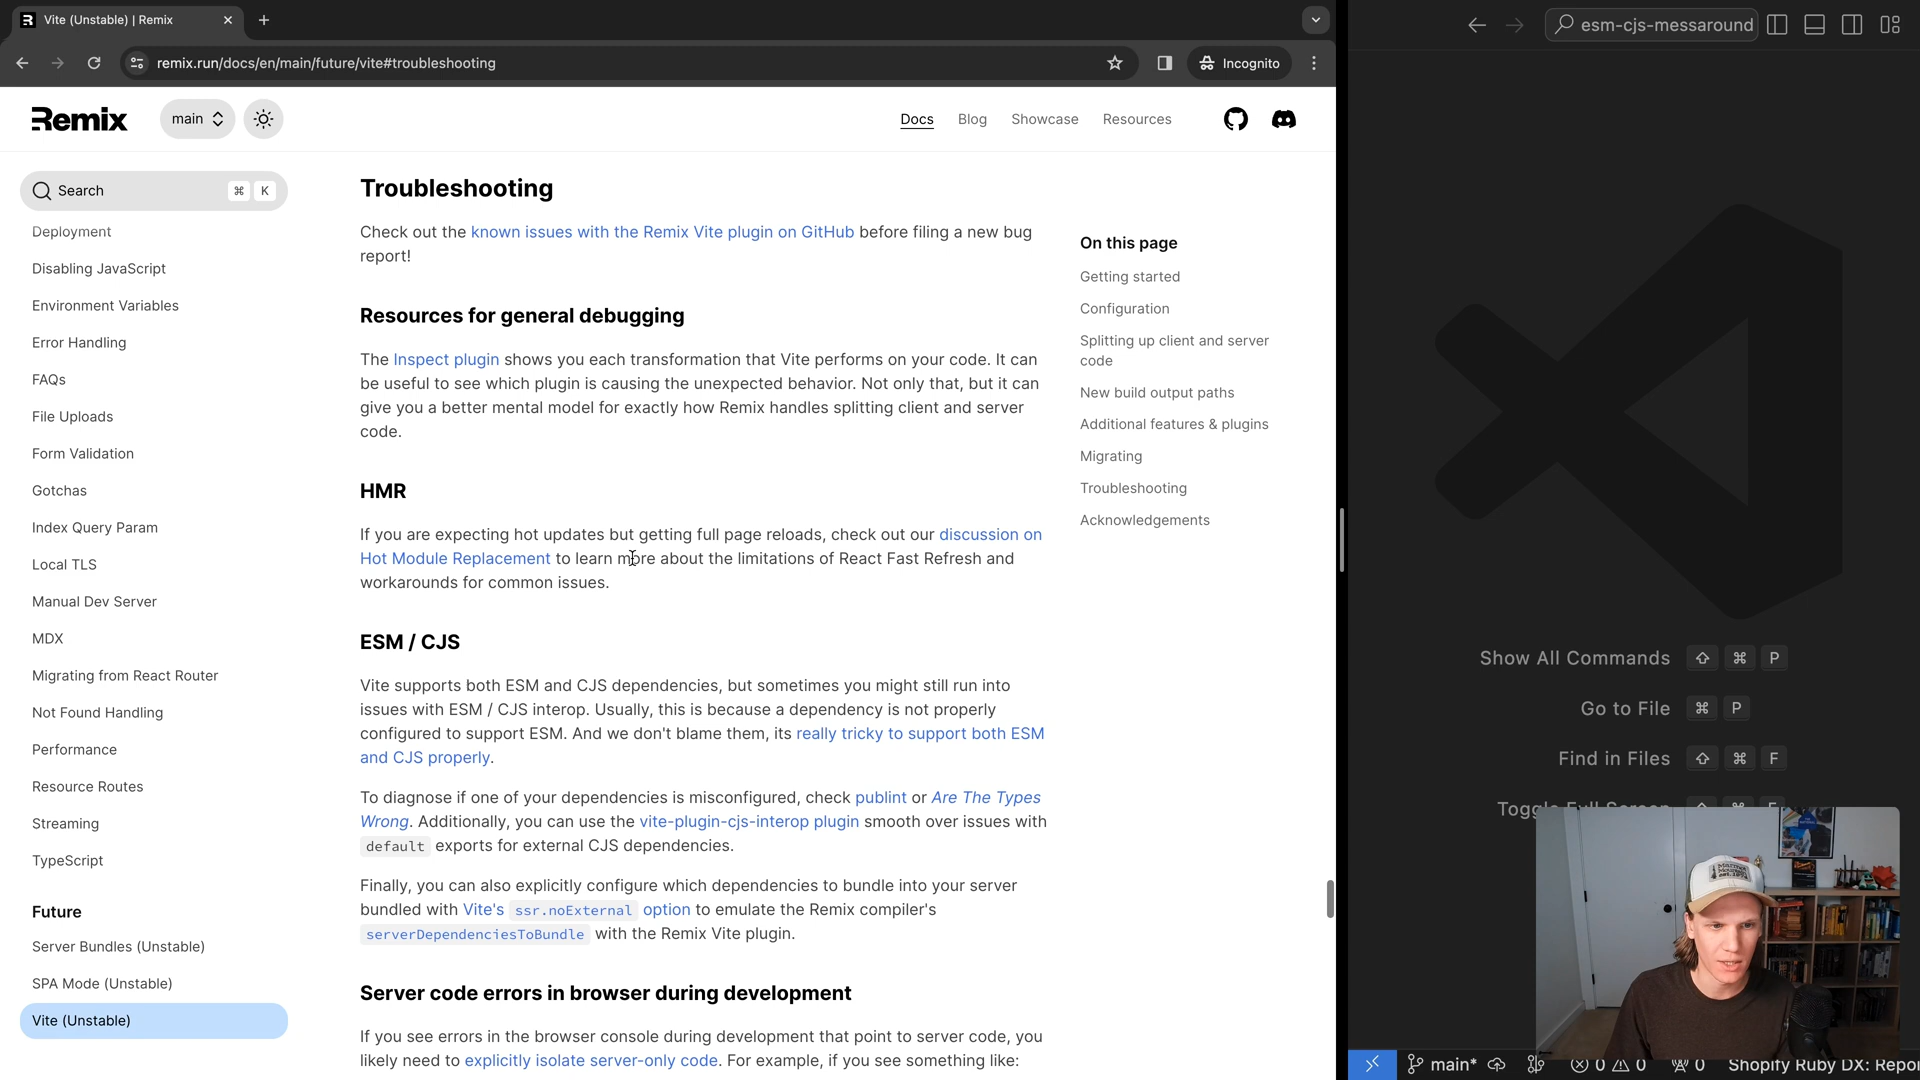 Vite (Unstable) | Remix
remix.run/docs/en/main/future/vite#troubleshooting
Incognito
esm-cjs-messaround
Remix
main
Docs
Blog
Showcase
Resources
Search
⌘ K
Deployment
Disabling JavaScript
Environment Variables
Error Handling
FAQs
File Uploads
Form Validation
Gotchas
Index Query Param
Local TLS
Manual Dev Server
MDX
Migrating from React Router
Not Found Handling
Performance
Resource Routes
Streaming
TypeScript
Future
Server Bundles (Unstable)
SPA Mode (Unstable)
Vite (Unstable)
Troubleshooting
Check out the known issues with the Remix Vite plugin on GitHub before filing a new bug
report!
Resources for general debugging
The Inspect plugin shows you each transformation that Vite performs on your code. It can
be useful to see which plugin is causing the unexpected behavior. Not only that, but it can
give you a better mental model for exactly how Remix handles splitting client and server
code.
HMR
If you are expecting hot updates but getting full page reloads, check out our discussion on
Hot Module Replacement to learn more about the limitations of React Fast Refresh and
workarounds for common issues.
ESM / CJS
Vite supports both ESM and CJS dependencies, but sometimes you might still run into
issues with ESM / CJS interop. Usually, this is because a dependency is not properly
configured to support ESM. And we don't blame them, its really tricky to support both ESM
and CJS properly.
To diagnose if one of your dependencies is misconfigured, check publint or Are The Types
Wrong. Additionally, you can use the vite-plugin-cjs-interop plugin smooth over issues with
default exports for external CJS dependencies.
Finally, you can also explicitly configure which dependencies to bundle into your server
bundled with Vite's ssr.noExternal option to emulate the Remix compiler's
serverDependenciesToBundle with the Remix Vite plugin.
Server code errors in browser during development
If you see errors in the browser console during development that point to server code, you
likely need to explicitly isolate server-only code. For example, if you see something like:
On this page
Getting started
Configuration
Splitting up client and server
code
New build output paths
Additional features & plugins
Migrating
Troubleshooting
Acknowledgements
Show All Commands ⇧ ⌘ P
Go to File ⌘ P
Find in Files ⇧ ⌘ F
Toggle Full Screen
main* 0 0 0 Shopify Ruby DX: Repo